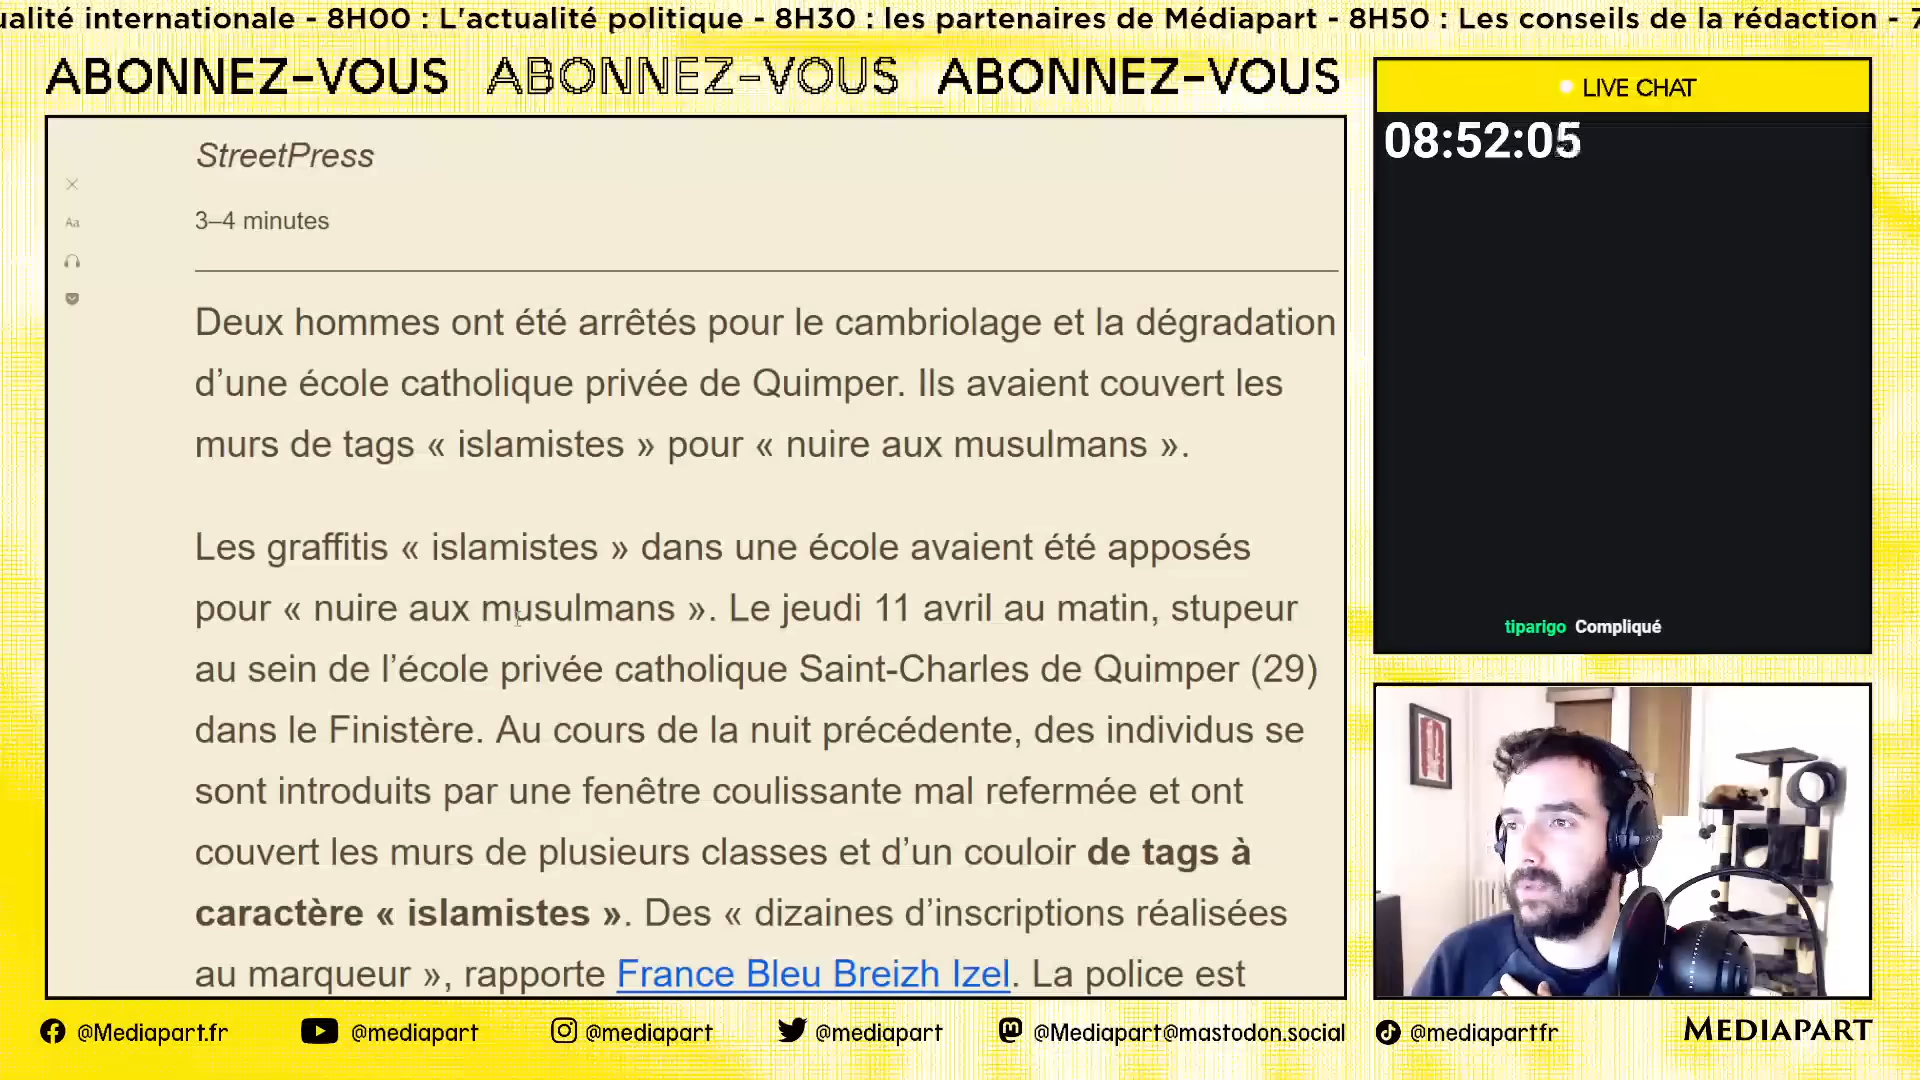 ualité internationale - 8H00 : L'actualité politique - 8H30 : les partenaires de Médiapart - 8H50 : Les conseils de la rédaction - 7
ABONNEZ-VOUS ABONNEZ-VOUS ABONNEZ-VOUS
LIVE CHAT
08:52:05
StreetPress
Aa
3–4 minutes
Deux hommes ont été arrêtés pour le cambriolage et la dégradation
d’une école catholique privée de Quimper. Ils avaient couvert les
murs de tags « islamistes » pour « nuire aux musulmans ».
Les graffitis « islamistes » dans une école avaient été apposés
pour « nuire aux musulmans ». Le jeudi 11 avril au matin, stupeur
au sein de l’école privée catholique Saint-Charles de Quimper (29)
dans le Finistère. Au cours de la nuit précédente, des individus se
sont introduits par une fenêtre coulissante mal refermée et ont
couvert les murs de plusieurs classes et d’un couloir de tags à
caractère « islamistes ». Des « dizaines d’inscriptions réalisées
au marqueur », rapporte France Bleu Breizh Izel. La police est
tiparigo Compliqué
@Mediapart.fr @mediapart @mediapart @mediapart @Mediapart@mastodon.social @mediapartfr MEDIAPART